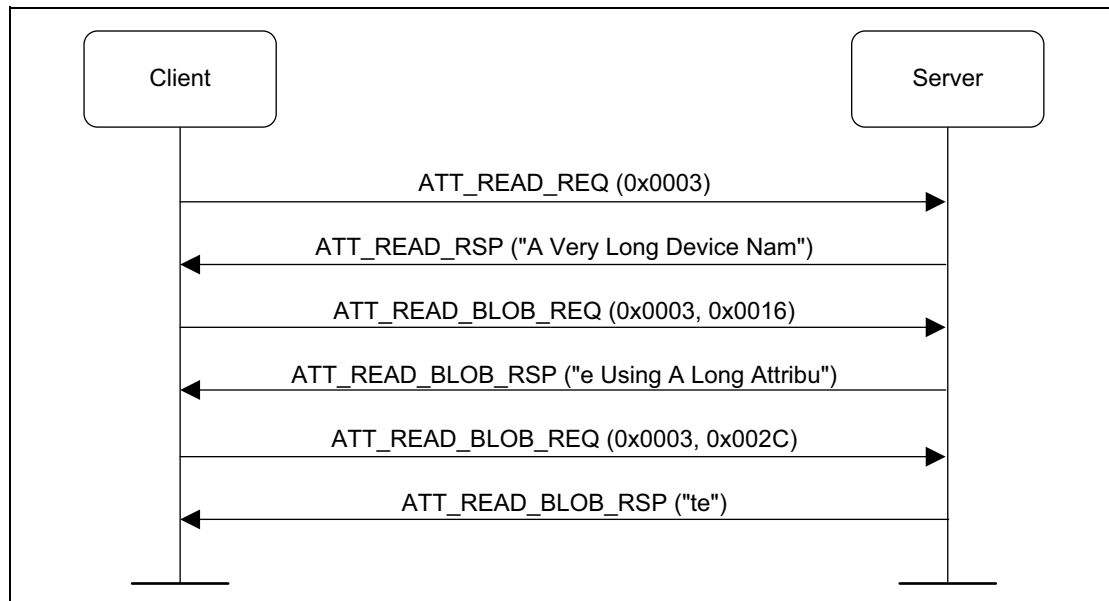 Client
Server
ATT_READ_REQ (0x0003)
ATT_READ_RSP ("A Very Long Device Nam")
ATT_READ_BLOB_REQ (0x0003, 0x0016)
ATT_READ_BLOB_RSP ("e Using A Long Attribu")
ATT_READ_BLOB_REQ (0x0003, 0x002C)
ATT_READ_BLOB_RSP ("te")